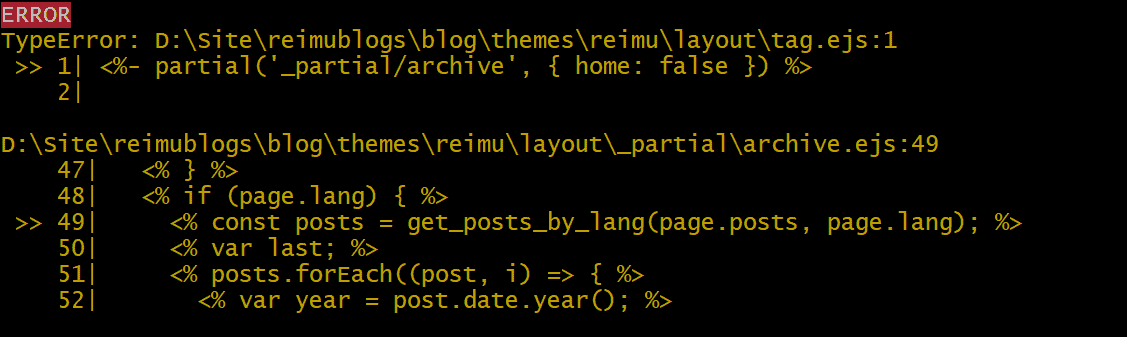 ERROR
TypeError: D:\Site\reimublogs\blog\themes\reimu\layout\tag.ejs:1
 >> 1| <%- partial('_partial/archive', { home: false }) %>
    2|
D:\Site\reimublogs\blog\themes\reimu\layout\_partial\archive.ejs:49
    47|   <% } %>
    48|   <% if (page.lang) { %>
 >> 49|     <% const posts = get_posts_by_lang(page.posts, page.lang); %>
    50|     <% var last; %>
    51|     <% posts.forEach((post, i) => { %>
    52|       <% var year = post.date.year(); %>